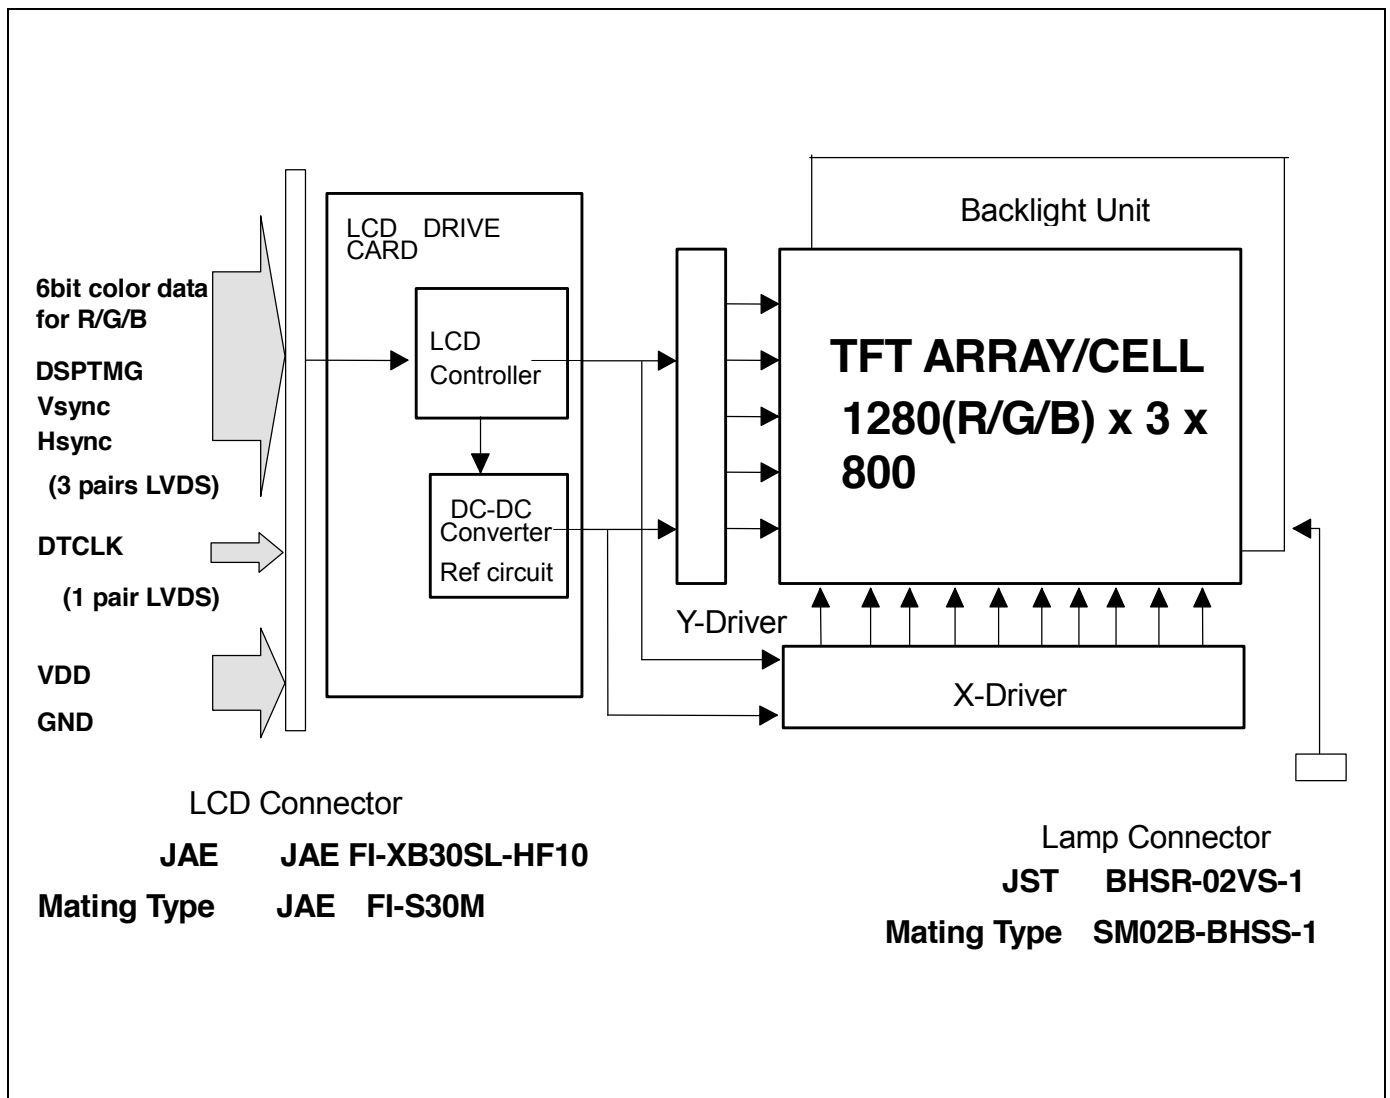 Backlight Unit
LCD DRIVE
CARD
6bit color data
for R/G/B
DSPTMG
Vsync
Hsync
(3 pairs LVDS)
DTCLK
(1 pair LVDS)
VDD
GND
LCD
Controller
DC-DC
Converter
Ref circuit
TFT ARRAY/CELL
1280(R/G/B) x 3 x
800
Y-Driver
X-Driver
LCD Connector
JAE JAE FI-XB30SL-HF10
Mating Type JAE FI-S30M
Lamp Connector
JST BHSR-02VS-1
Mating Type SM02B-BHSS-1